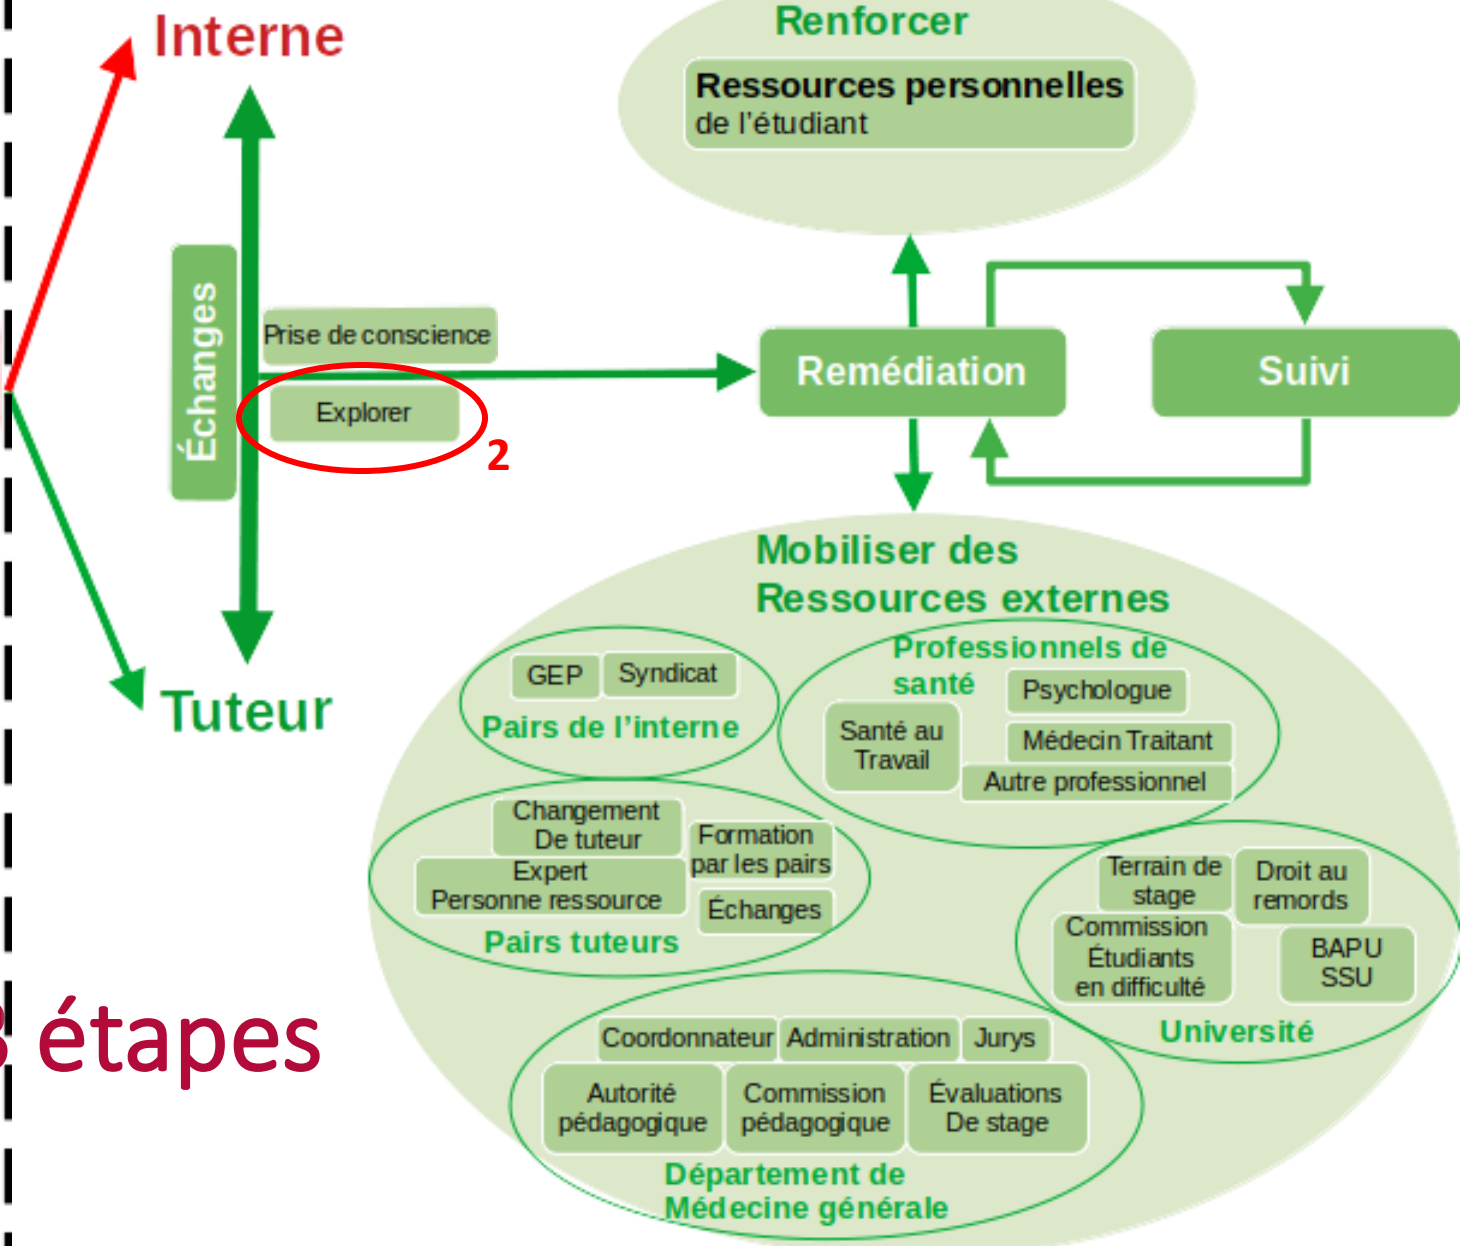 Interne
Renforcer
Ressources personnelles
de l'étudiant
Échanges
Prise de conscience
Explorer
2
Remédiation
Suivi
Tuteur
Mobiliser des
Ressources externes
GEP
Syndicat
Pairs de l'interne
Professionnels de
santé
Psychologue
Santé au
Travail
Médecin Traitant
Autre professionnel
Changement
De tuteur
Formation
par les pairs
Expert
Personne ressource
Échanges
Pairs tuteurs
Terrain de
stage
Droit au
remords
Commission
Étudiants
en difficulté
BAPU
SSU
Université
3 étapes
Coordonnateur
Administration
Jurys
Autorité
pédagogique
Commission
pédagogique
Évaluations
De stage
Département de
Médecine générale